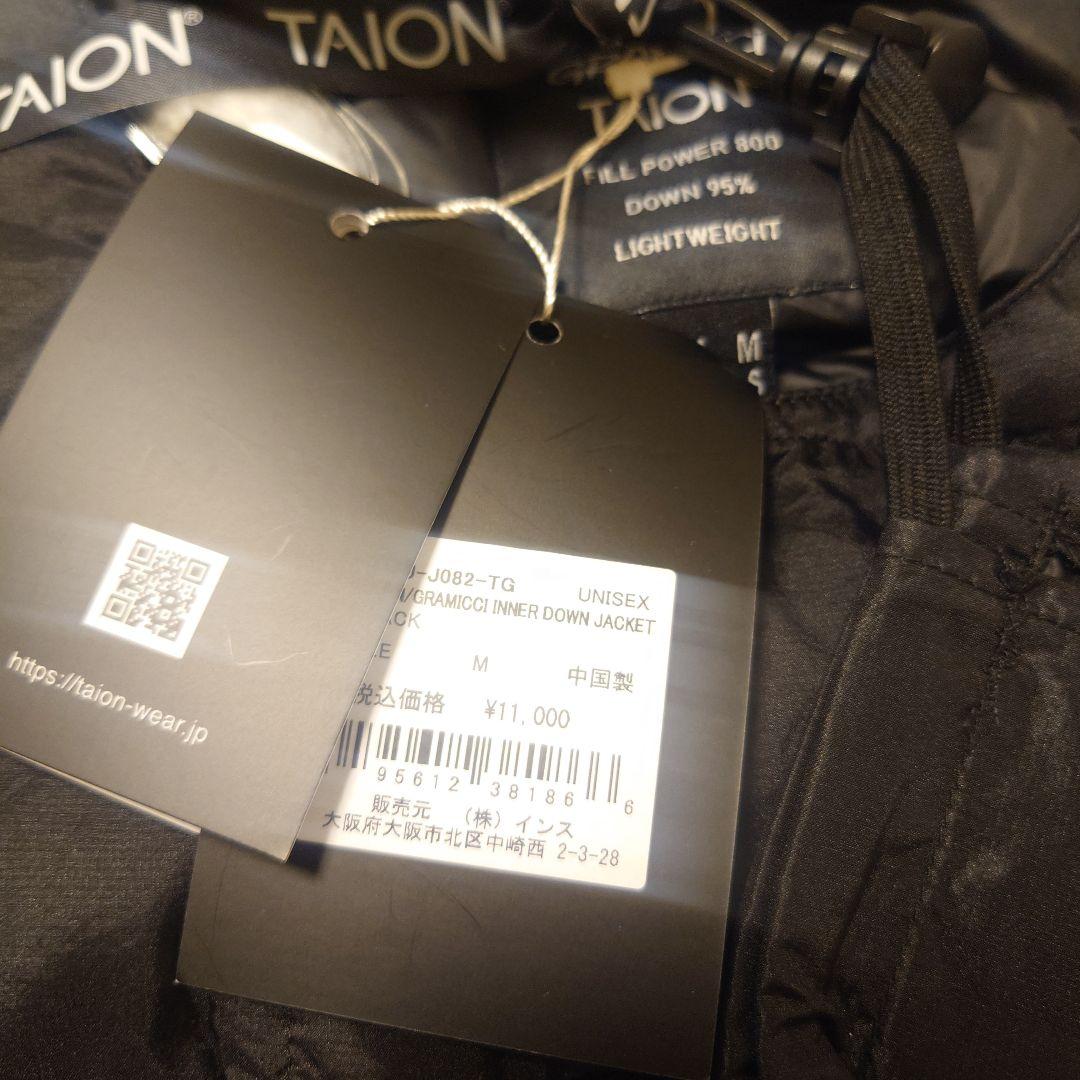 TAION®
TAION
TAION
FILL POWER 800
DOWN 95%
LIGHTWEIGHT
M
S
https://taion-wear.jp
-J082-TG UNISEX
/GRAMICCI INNER DOWN JACKET
ACK
E M 中国製
税込価格 ¥11,000
95612 38186 6
販売元 (株)インス
大阪府大阪市北区中崎西 2-3-28